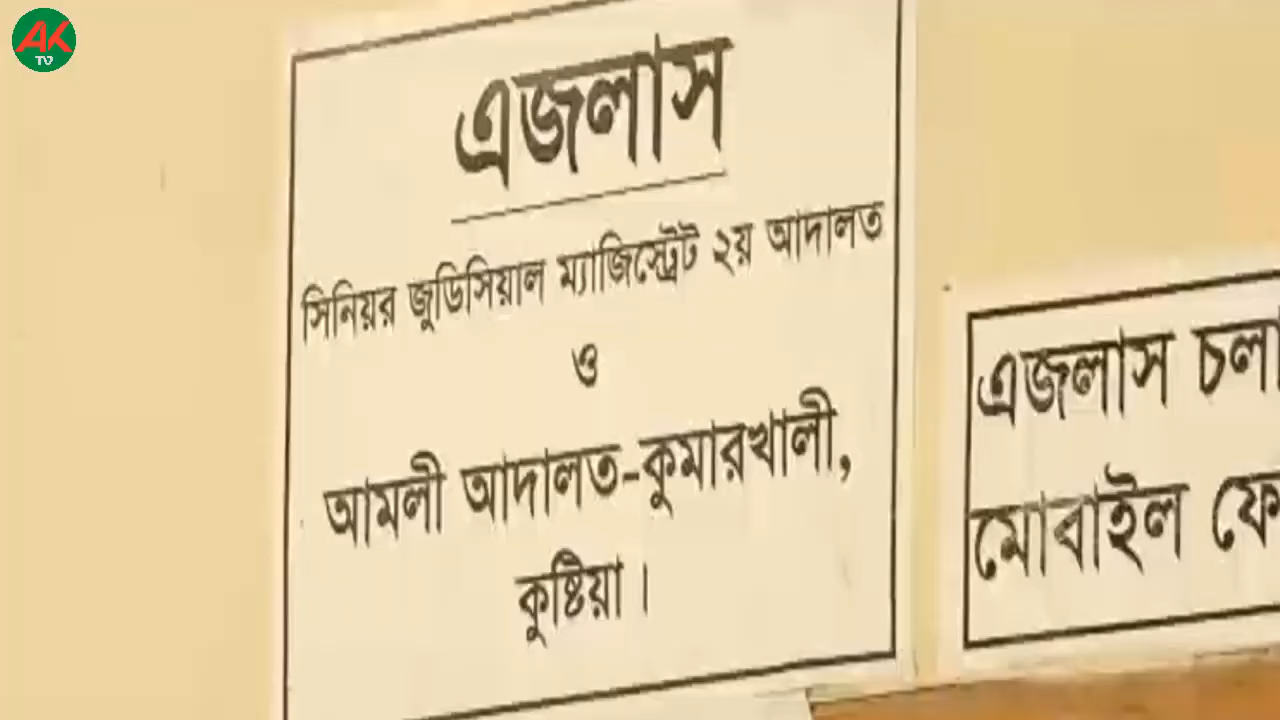 AK
TV
এজলাস
সিনিয়র জুডিসিয়াল ম্যাজিস্ট্রেট ২য় আদালত
ও
আমলী আদালত-কুমারখালী,
কুষ্টিয়া।
এজলাস চলা
মোবাইল ফে